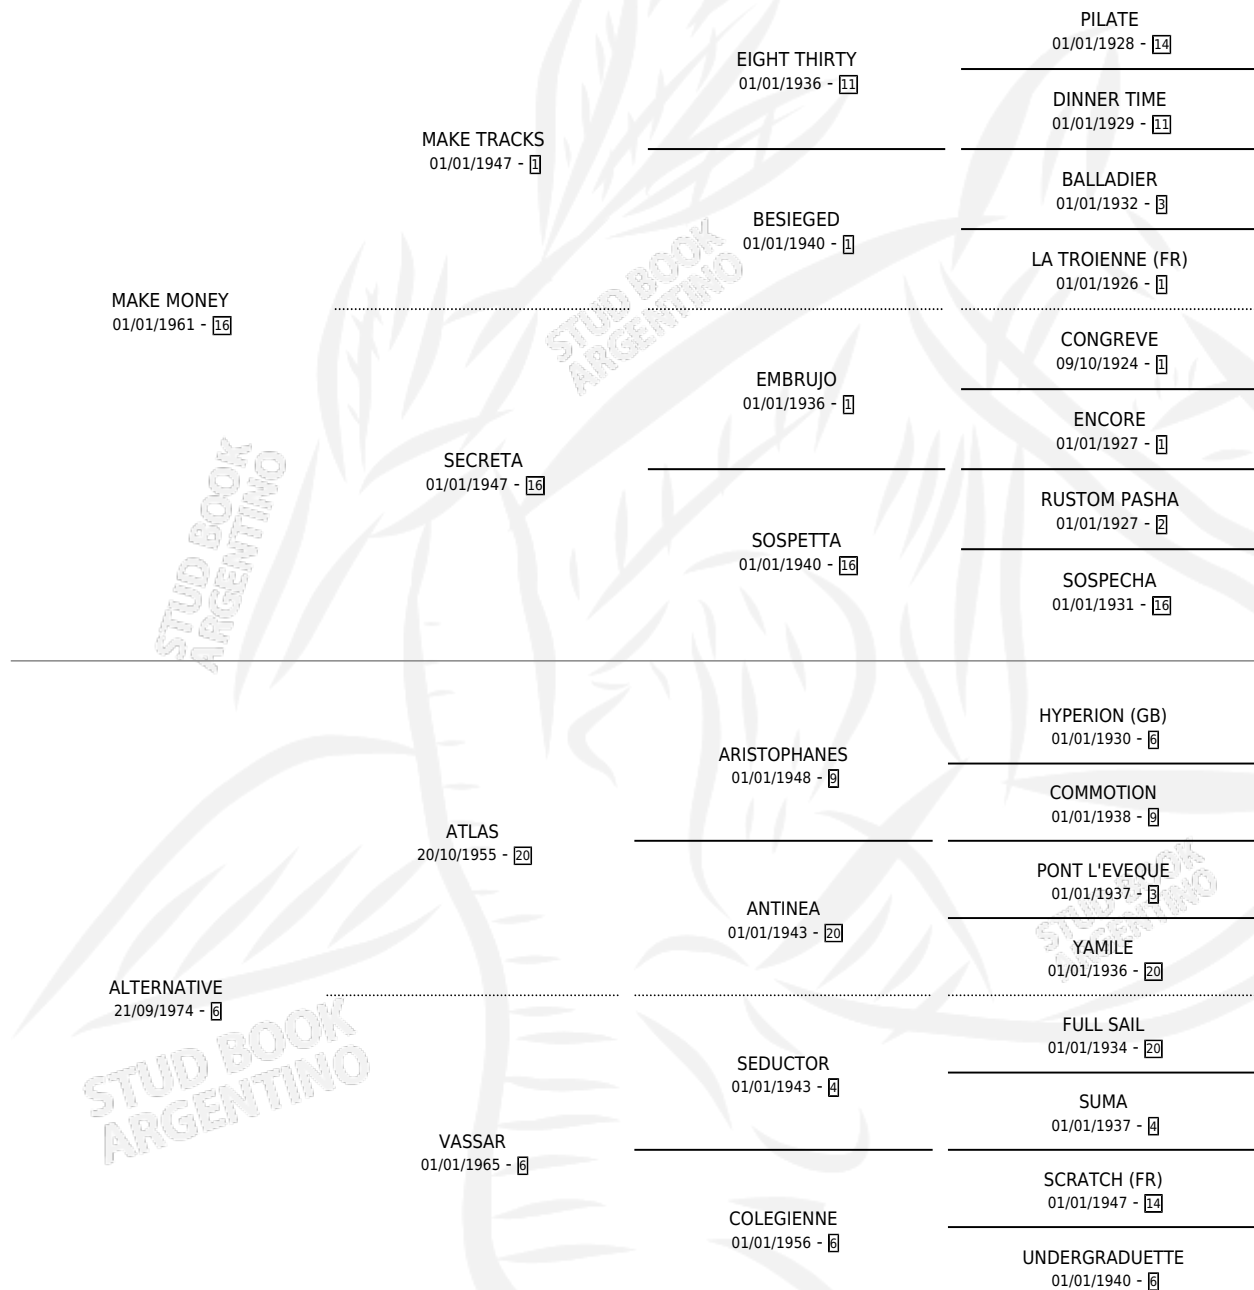 PILATE
01/01/1928 - 14
EIGHT THIRTY
01/01/1936 - 11
DINNER TIME
01/01/1929 - 11
MAKE TRACKS
01/01/1947 - 1
BALLADIER
01/01/1932 - 3
BESIEGED
01/01/1940 - 1
LA TROIENNE (FR)
01/01/1926 - 1
MAKE MONEY
01/01/1961 - 16
CONGREVE
09/10/1924 - 1
EMBRUJO
01/01/1936 - 1
ENCORE
01/01/1927 - 1
SECRETA
01/01/1947 - 16
RUSTOM PASHA
01/01/1927 - 2
SOSPETTA
01/01/1940 - 16
SOSPECHA
01/01/1931 - 16
HYPERION (GB)
01/01/1930 - 6
ARISTOPHANES
01/01/1948 - 9
COMMOTION
01/01/1938 - 9
ATLAS
20/10/1955 - 20
PONT L'EVEQUE
01/01/1937 - 3
ANTINEA
01/01/1943 - 20
YAMILE
01/01/1936 - 20
ALTERNATIVE
21/09/1974 - 6
FULL SAIL
01/01/1934 - 20
SEDUCTOR
01/01/1943 - 4
SUMA
01/01/1937 - 4
VASSAR
01/01/1965 - 6
SCRATCH (FR)
01/01/1947 - 14
COLEGIENNE
01/01/1956 - 6
UNDERGRADUETTE
01/01/1940 - 6
STUD BOOK
ARGENTINO
STUD BOOK
ARGENTINO
STUD BOOK
ARGENTINO
STUD BOOK
ARGENTINO